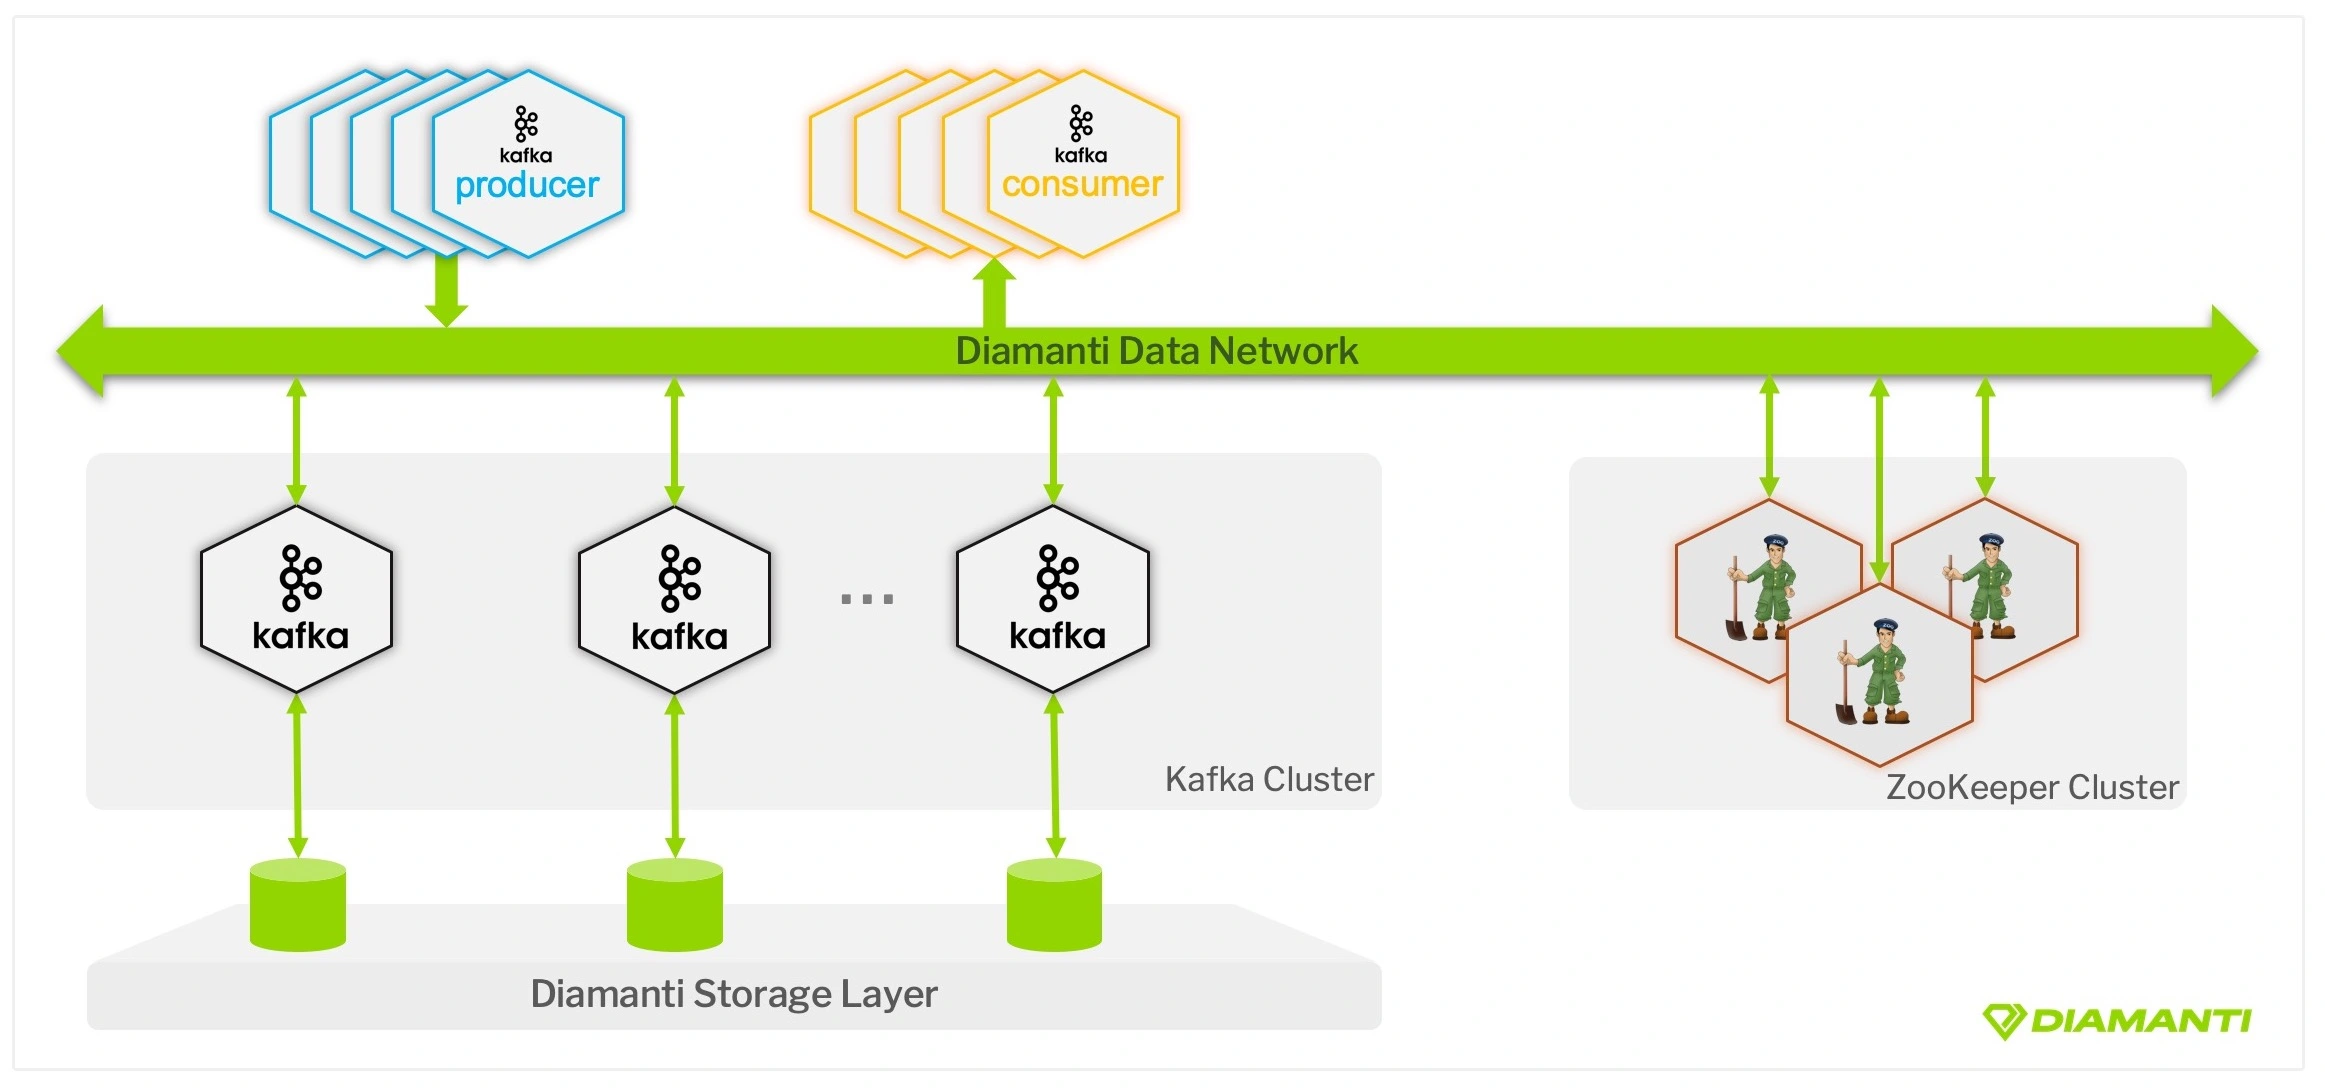 kafka
producer
kafka
consumer
Diamanti Data Network
kafka
kafka
...
kafka
Kafka Cluster
ZooKeeper Cluster
Diamanti Storage Layer
DIAMANTI